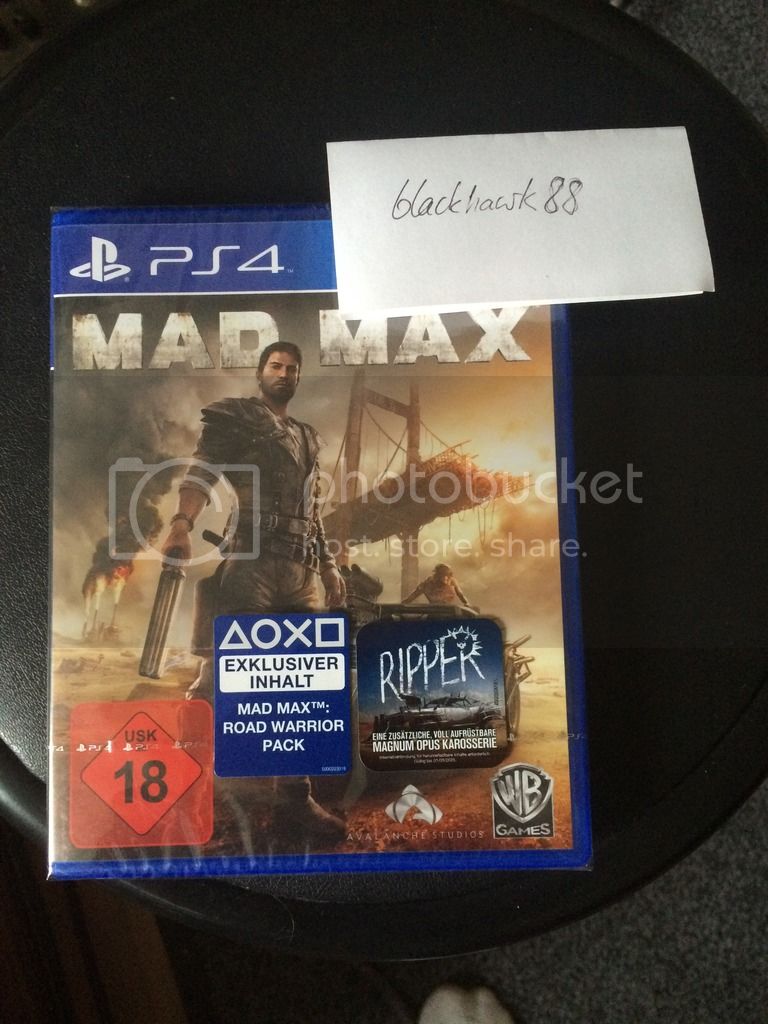 blackhawk88
PS4™
MAD MAX
photobucket
host. store. share.
EXKLUSIVER
INHALT
MAD MAX™:
ROAD WARRIOR
PACK
RIPPER
EINE ZUSÄTZLICHE, VOLL AUFRÜSTBARE
MAGNUM OPUS KAROSSERIE
USK
18
AVALANCHE STUDIOS
WB
GAMES